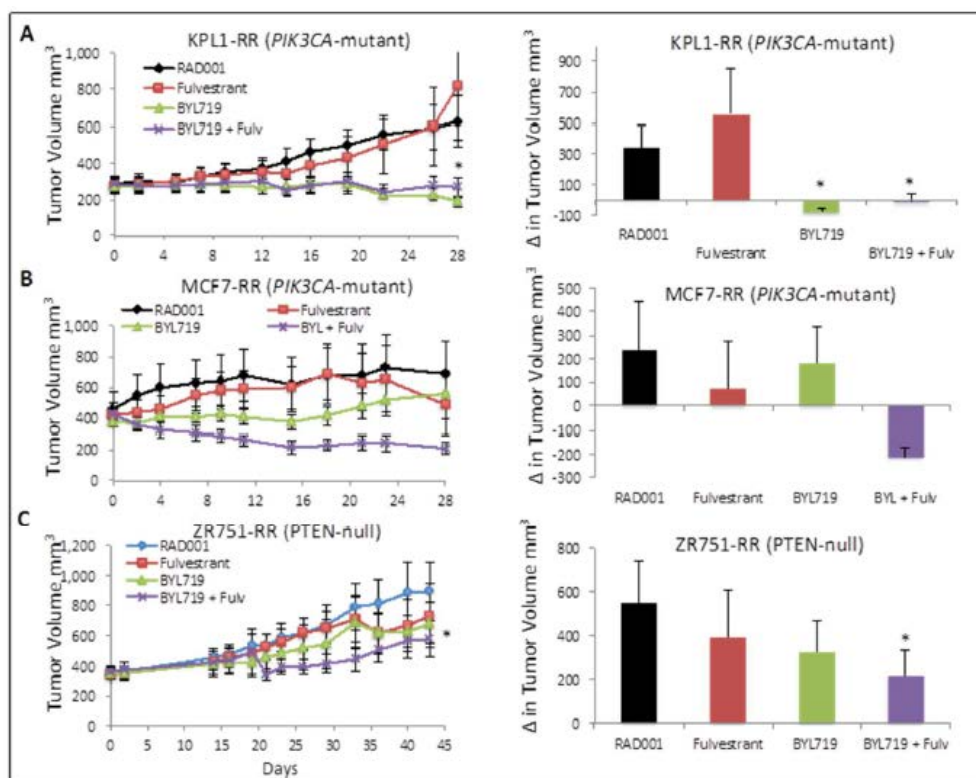 A
KPL1-RR (PIK3CA-mutant)
Tumor Volume mm³
1,000
800
600
400
200
0
RAD001
Fulvestrant
BYL719
BYL719 + Fulv
*
0 4 8 12 16 20 24 28
KPL1-RR (PIK3CA-mutant)
Δ in Tumor Volume mm³
900
700
500
300
100
-100
* *
RAD001 BYL719
Fulvestrant BYL719 + Fulv
B
MCF7-RR (PIK3CA-mutant)
Tumor Volume mm³
1,000
800
600
400
200
0
RAD001 Fulvestrant
BYL719 BYL + Fulv
0 4 8 12 16 20 24 28
MCF7-RR (PIK3CA-mutant)
Δ in Tumor Volume mm³
300
200
100
0
-100
-200
-300
RAD001 Fulvestrant BYL719 BYL + Fulv
C
ZR751-RR (PTEN-null)
Tumor Volume mm³
1,200
1,000
800
600
400
200
0
RAD001
Fulvestrant
BYL719
BYL719 + Fulv
*
0 5 10 15 20 25 30 35 40 45
Days
ZR751-RR (PTEN-null)
Δ in Tumor Volume mm³
800
600
400
200
0
*
RAD001 Fulvestrant BYL719 BYL719 + Fulv